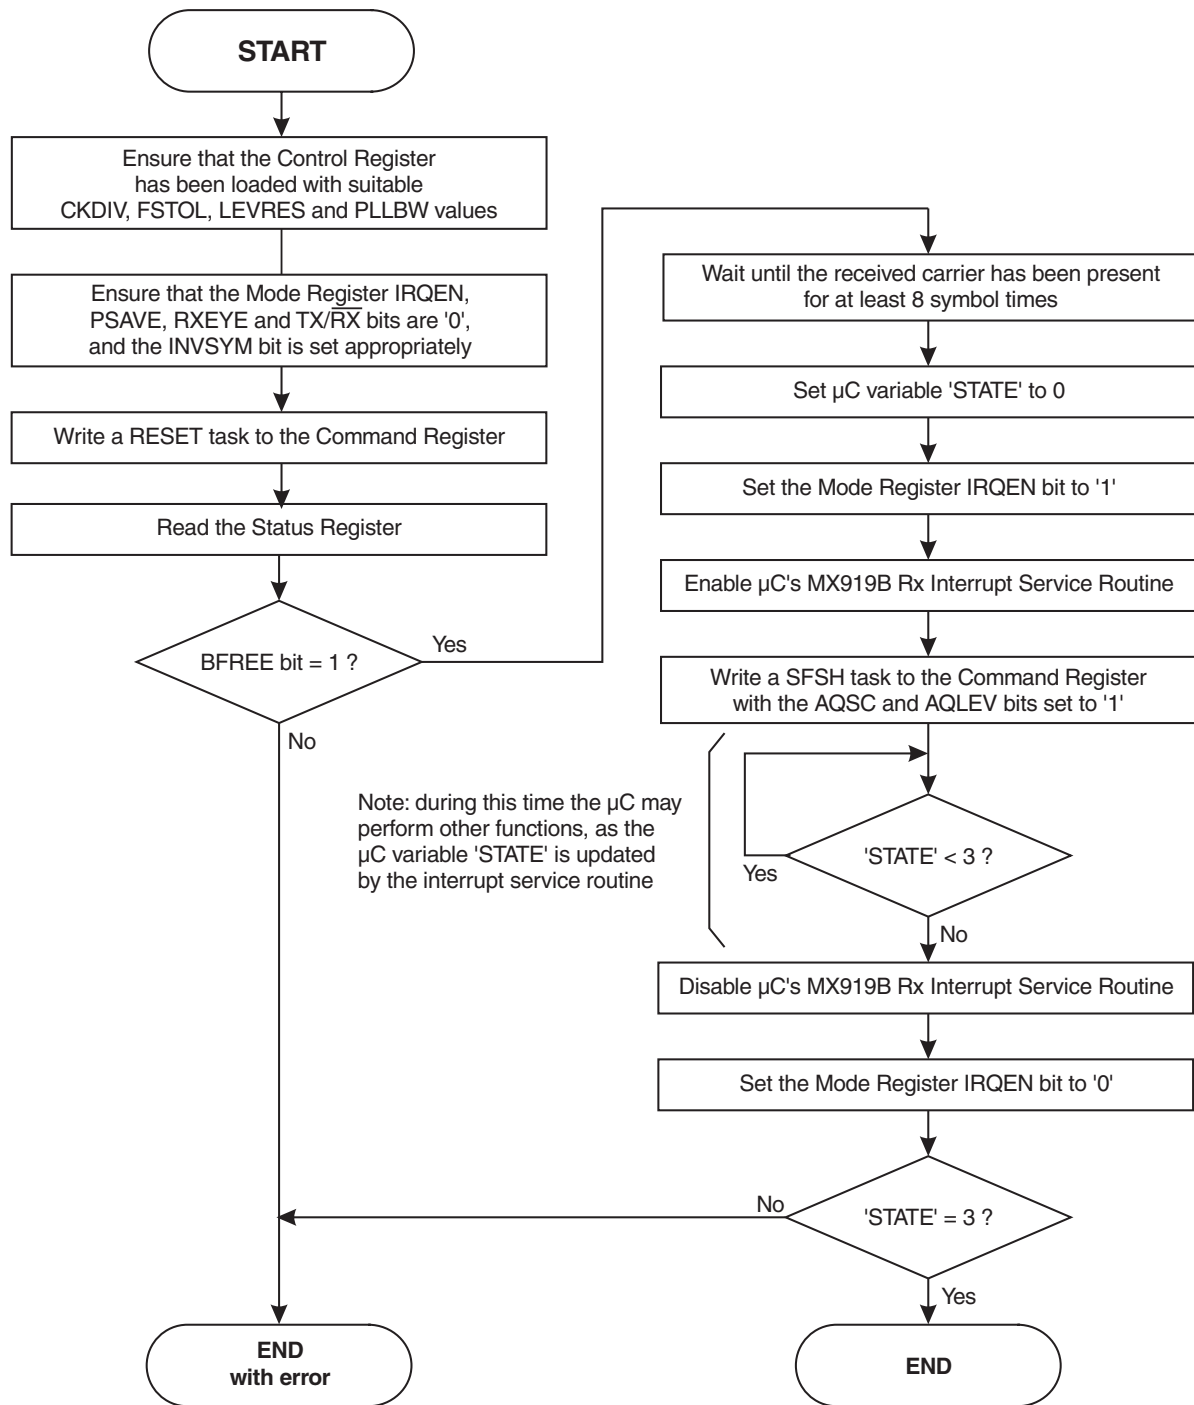 START
Ensure that the Control Register
has been loaded with suitable
CKDIV, FSTOL, LEVRES and PLLBW values
Ensure that the Mode Register IRQEN,
PSAVE, RXEYE and TX/R̅X̅ bits are '0',
and the INVSYM bit is set appropriately
Write a RESET task to the Command Register
Read the Status Register
BFREE bit = 1 ?
Yes
No
Wait until the received carrier has been present
for at least 8 symbol times
Set µC variable 'STATE' to 0
Set the Mode Register IRQEN bit to '1'
Enable µC's MX919B Rx Interrupt Service Routine
Write a SFSH task to the Command Register
with the AQSC and AQLEV bits set to '1'
Note: during this time the µC may
perform other functions, as the
µC variable 'STATE' is updated
by the interrupt service routine
'STATE' < 3 ?
Yes
No
Disable µC's MX919B Rx Interrupt Service Routine
Set the Mode Register IRQEN bit to '0'
'STATE' = 3 ?
No
Yes
END
with error
END